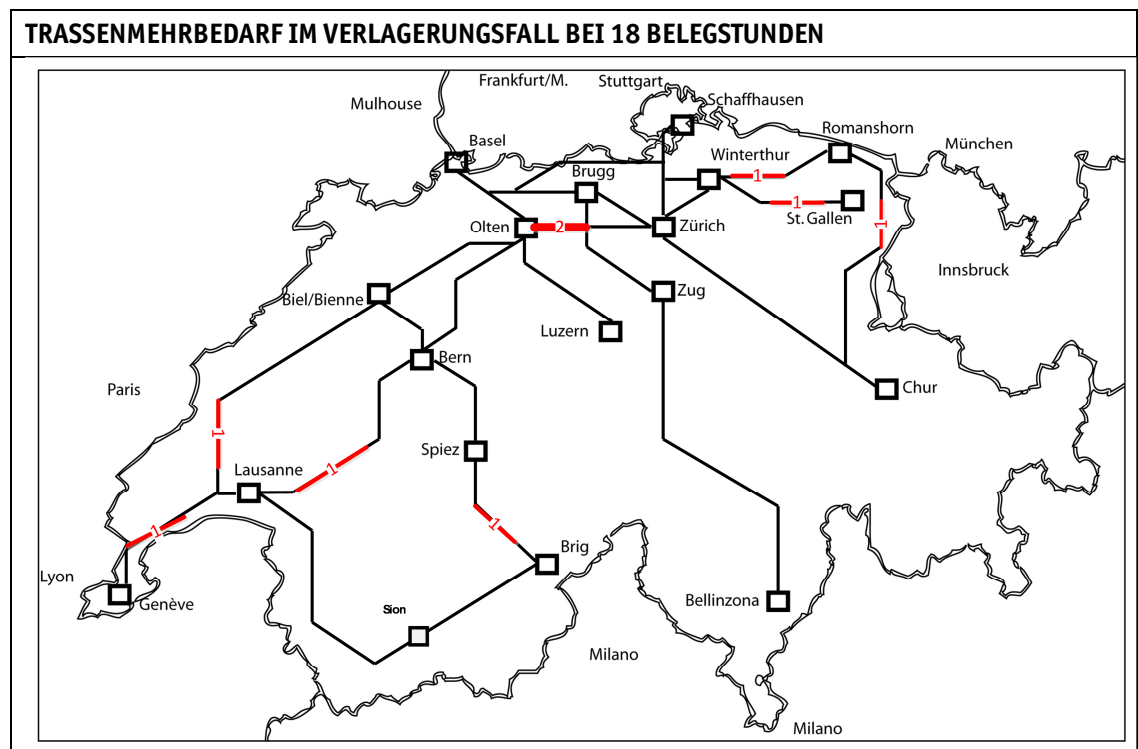 TRASSENMEHRBEDARF IM VERLAGERUNGSFALL BEI 18 BELEGSTUNDEN
Frankfurt/M.
Stuttgart
Mulhouse
Schaffhausen
Romanshorn
Basel
Winterthur
München
Brugg
1
1
St. Gallen
Olten
2
Zürich
1
Innsbruck
Biel/Bienne
Zug
Luzern
Bern
Paris
Chur
1
Spiez
Lausanne
1
1
1
Brig
Lyon
Genève
Sion
Bellinzona
Milano
Milano